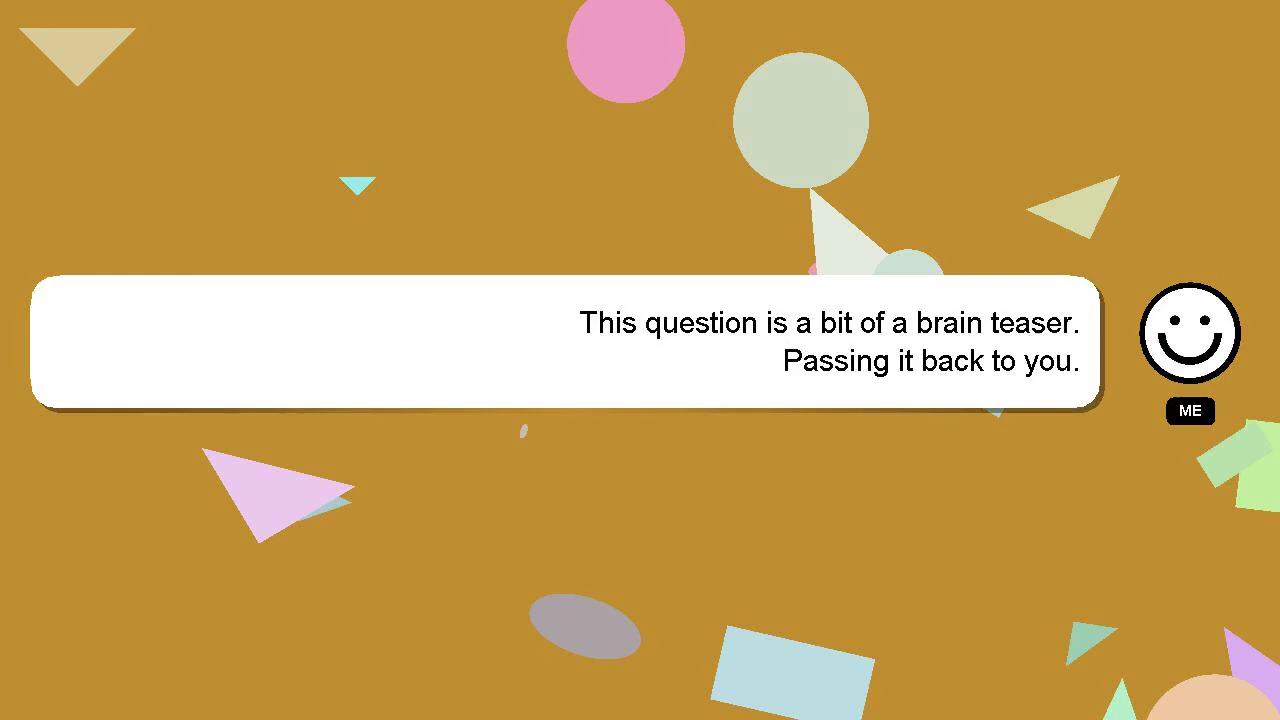 This question is a bit of a brain teaser.
Passing it back to you.
ME